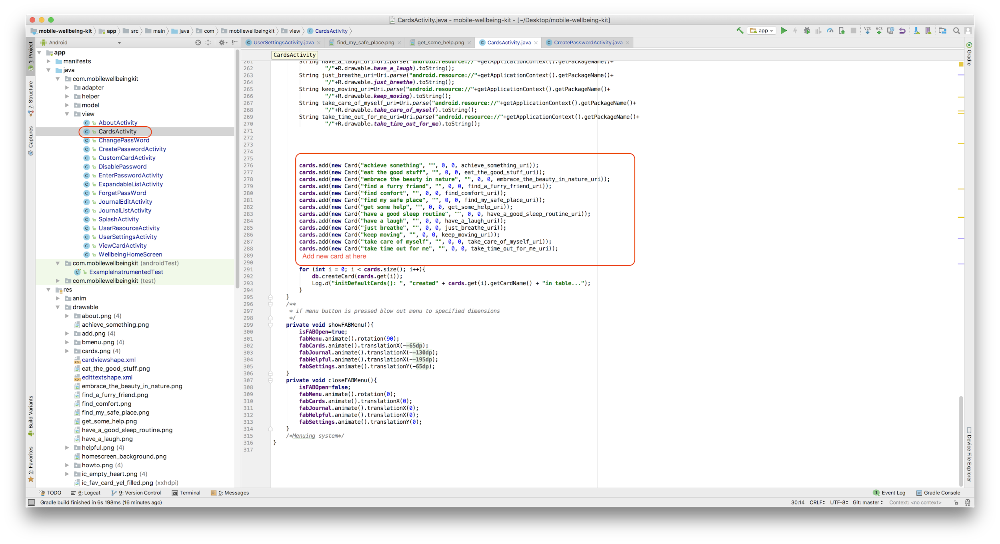 CardsActivity.java - mobile-wellbeing-kit - [~/Desktop/mobile-wellbeing-kit]
mobile-wellbeing-kit app src main java com mobilewellbeingkit view CardsActivity
app
VCS VCS
Android
UserSettingsActivity.java find_my_safe_place.png get_some_help.png CardsActivity.java CreatePasswordActivity.java
1: Project
7: Structure
Captures
Build Variants
2: Favorites
app
manifests
java
com.mobilewellbeingkit
adapter
helper
model
view
AboutActivity
CardsActivity
ChangePassWord
CreatePasswordActivity
CustomCardActivity
DisablePassword
EnterPasswordActivity
ExpandableListActivity
ForgetPassWord
JournalEditActivity
JournalListActivity
SplashActivity
UserResourceActivity
UserSettingsActivity
ViewCardActivity
WellbeingHomeScreen
com.mobilewellbeingkit (androidTest)
ExampleInstrumentedTest
com.mobilewellbeingkit (test)
res
anim
drawable
about.png (4)
achieve_something.png
add.png (4)
bmenu.png (4)
cards.png (4)
cardviewshape.xml
eat_the_good_stuff.png
edittextshape.xml
embrace_the_beauty_in_nature.png
find_a_furry_friend.png
find_comfort.png
find_my_safe_place.png
get_some_help.png
have_a_good_sleep_routine.png
have_a_laugh.png
helpful.png (4)
homescreen_background.png
howto.png (4)
ic_empty_heart.png (4)
ic_fav_card_yel_filled.png (xxhdpi)
CardsActivity
261 String have_a_laugh_uri=Uri.parse("android.resource://"+getApplicationContext().getPackageName()+
262 "/"+R.drawable.have_a_laugh).toString();
263 String just_breathe_uri=Uri.parse("android.resource://"+getApplicationContext().getPackageName()+
264 "/"+R.drawable.just_breathe).toString();
265 String keep_moving_uri=Uri.parse("android.resource://"+getApplicationContext().getPackageName()+
266 "/"+R.drawable.keep_moving).toString();
267 String take_care_of_myself_uri=Uri.parse("android.resource://"+getApplicationContext().getPackageName()+
268 "/"+R.drawable.take_care_of_myself).toString();
269 String take_time_out_for_me_uri=Uri.parse("android.resource://"+getApplicationContext().getPackageName()+
270 "/"+R.drawable.take_time_out_for_me).toString();
271
272
273
274
275
276 cards.add(new Card("achieve something", "", 0, 0, achieve_something_uri));
277 cards.add(new Card("eat the good stuff", "", 0, 0, eat_the_good_stuff_uri));
278 cards.add(new Card("embrace the beauty in nature", "", 0, 0, embrace_the_beauty_in_nature_uri));
279 cards.add(new Card("find a furry friend", "", 0, 0, find_a_furry_friend_uri));
280 cards.add(new Card("find comfort", "", 0, 0, find_comfort_uri));
281 cards.add(new Card("find my safe place", "", 0, 0, find_my_safe_place_uri));
282 cards.add(new Card("get some help", "", 0, 0, get_some_help_uri));
283 cards.add(new Card("have a good sleep routine", "", 0, 0, have_a_good_sleep_routine_uri));
284 cards.add(new Card("have a laugh", "", 0, 0, have_a_laugh_uri));
285 cards.add(new Card("just breathe", "", 0, 0, just_breathe_uri));
286 cards.add(new Card("keep moving", "", 0, 0, keep_moving_uri));
287 cards.add(new Card("take care of myself", "", 0, 0, take_care_of_myself_uri));
288 cards.add(new Card("take time out for me", "", 0, 0, take_time_out_for_me_uri));
289 Add new card at here
290
291 for (int i = 0; i < cards.size(); i++){
292 db.createCard(cards.get(i));
293 Log.d("initDefaultCards(): ", "created" + cards.get(i).getCardName() + "in table...");
294 }
295 }
296 /**
297 * if menu button is pressed blow out menu to specified dimensions
298 */
299 private void showFABMenu(){
300 isFABOpen=true;
301 fabMenu.animate().rotation(90);
302 fabCards.animate().translationX(--65dp);
303 fabJournal.animate().translationX(--130dp);
304 fabHelpful.animate().translationX(--195dp);
305 fabSettings.animate().translationY(-65dp);
306 }
307 private void closeFABMenu(){
308 isFABOpen=false;
309 fabMenu.animate().rotation(0);
310 fabCards.animate().translationX(0);
311 fabJournal.animate().translationX(0);
312 fabHelpful.animate().translationX(0);
313 fabSettings.animate().translationY(0);
314 }
315 /*Menuing system*/
316 }
317
Gradle
Device File Explorer
TODO 6: Logcat 9: Version Control Terminal 0: Messages 1 Event Log Gradle Console
Gradle build finished in 6s 198ms (16 minutes ago) 30:14 CRLF UTF-8 Git: master Context: <no context>